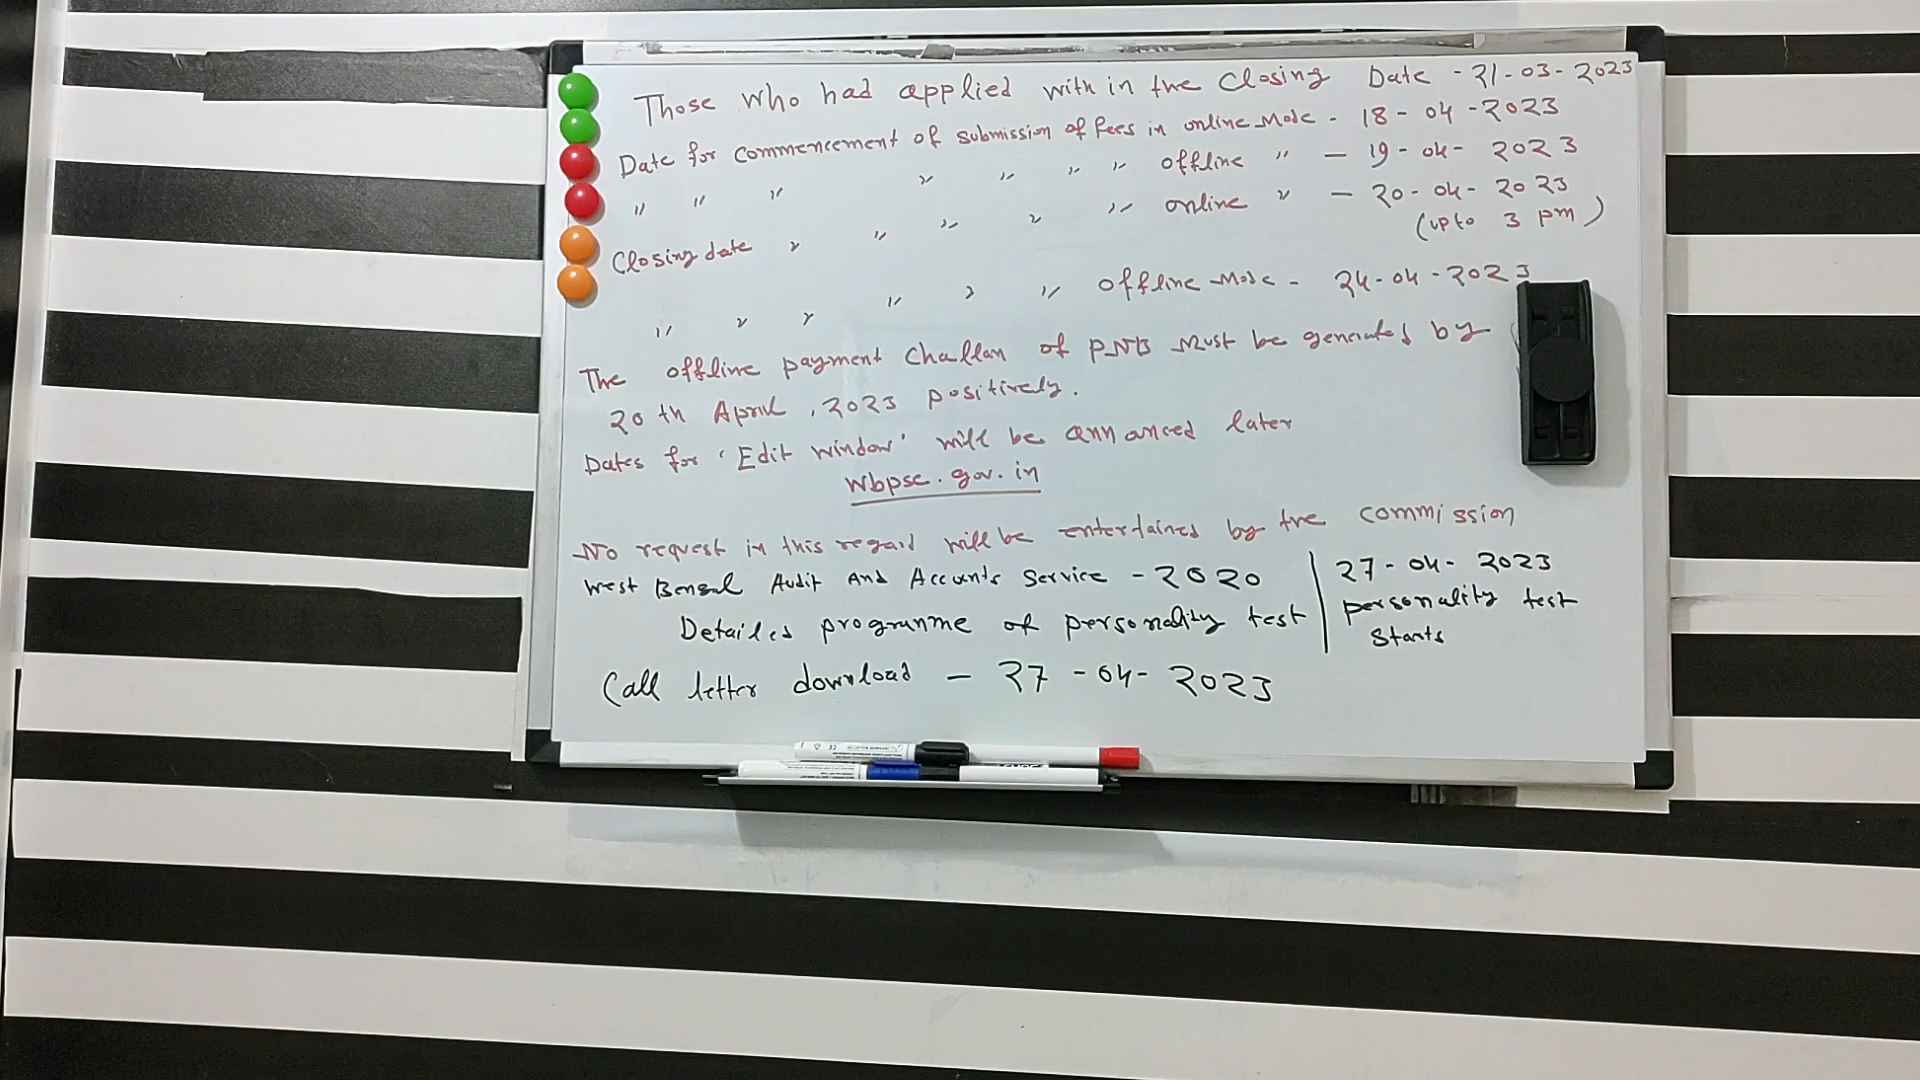 Those who had applied with in the Closing Date - 21-03-2023
Date for commencement of submission of fees in online Mode - 18-04-2023
" " " " " " " offline " - 19-04-2023
Closing date " " " " " online " - 20-04-2023
(upto 3 pm)
" " " " " " offline Mode - 24-04-2023
The offline payment Challan of PNB Must be generated by
20th April, 2023 positively.
Dates for 'Edit window' will be annanced later
wbpsc.gov.in
No request in this regard will be entertained by the commission
West Bengal Audit And Accounts Service - 2020
Detailed programme of personality test
27-04-2023
personality test
Starts
Call letter download - 27-04-2023